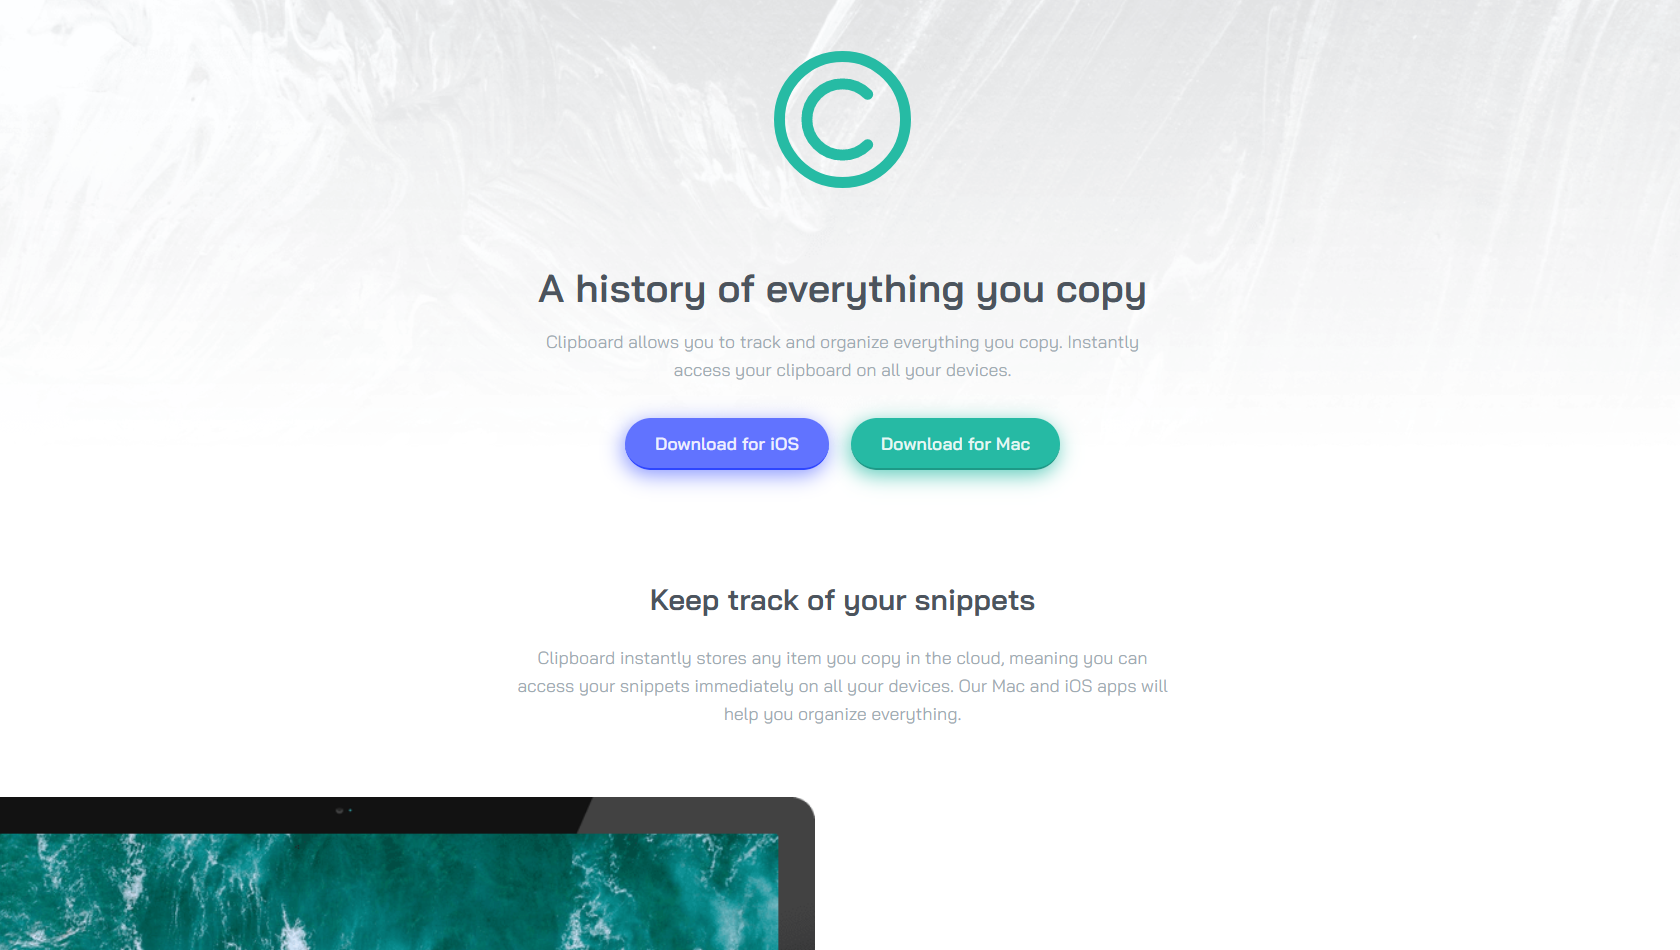 A history of everything you copy
Clipboard allows you to track and organize everything you copy. Instantly
access your clipboard on all your devices.
Download for iOS
Download for Mac
Keep track of your snippets
Clipboard instantly stores any item you copy in the cloud, meaning you can
access your snippets immediately on all your devices. Our Mac and iOS apps will
help you organize everything.